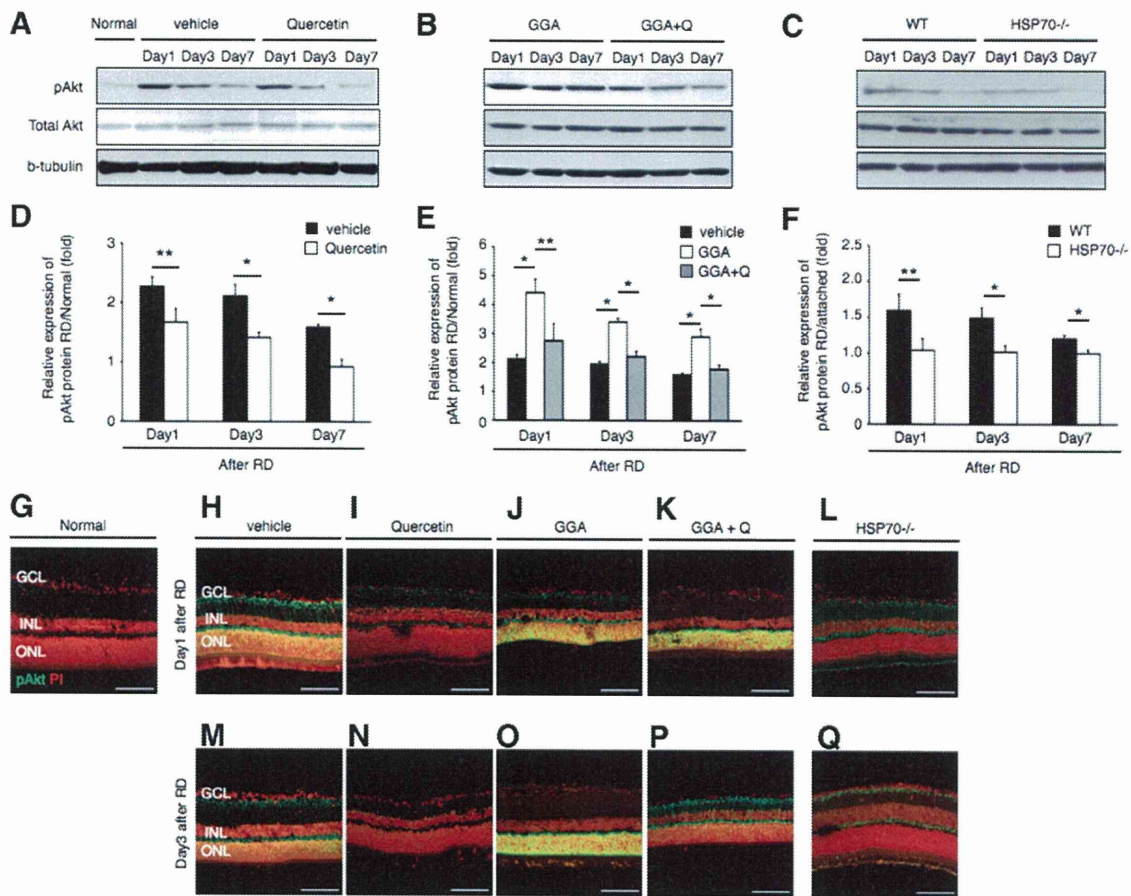 A
Normal vehicle Quercetin
Day1 Day3 Day7 Day1 Day3 Day7
pAkt
Total Akt
b-tubulin
B
GGA GGA+Q
Day1 Day3 Day7 Day1 Day3 Day7
C
WT HSP70-/-
Day1 Day3 Day7 Day1 Day3 Day7
D
vehicle
Quercetin
Relative expression of
pAkt protein RD/Normal (fold)
3
2
1
0
** * *
Day1 Day3 Day7
After RD
E
vehicle
GGA
GGA+Q
Relative expression of
pAkt protein RD/Normal (fold)
6
5
4
3
2
1
0
* ** * * * *
Day1 Day3 Day7
After RD
F
WT
HSP70-/-
Relative expression of
pAkt protein RD/attached (fold)
2.5
2.0
1.5
1.0
0.5
0
** * *
Day1 Day3 Day7
After RD
G
Normal
GCL
INL
ONL
pAkt PI
Day1 after RD
H
vehicle
GCL
INL
ONL
I
Quercetin
J
GGA
K
GGA + Q
L
HSP70-/-
Day3 after RD
M
GCL
INL
ONL
N
O
P
Q